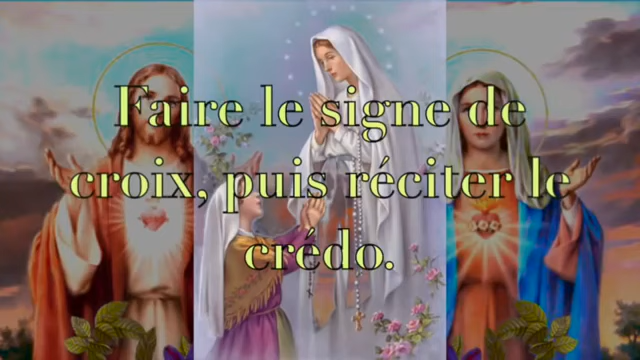 Faire le signe de
croix, puis réciter le
crédo.